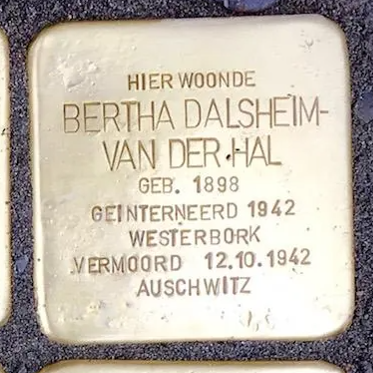 HIER WOONDE
BERTHA DALSHEIM-
VAN DER HAL
GEB. 1898
GEINTERNEERD 1942
WESTERBORK
VERMOORD 12.10.1942
AUSCHWITZ